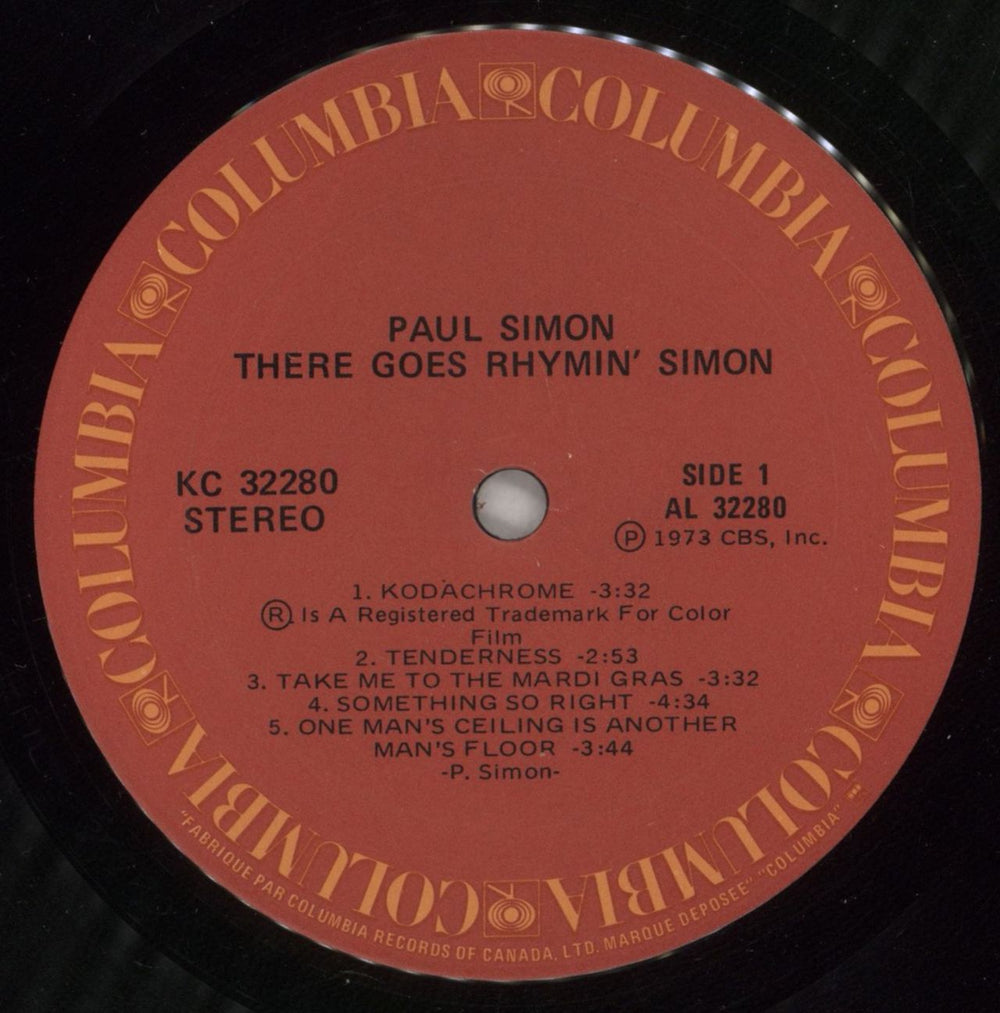 COLUMBIA COLUMBIA COLUMBIA COLUMBIA COLUMBIA COLUMBIA
PAUL SIMON
THERE GOES RHYMIN' SIMON
KC 32280
STEREO
SIDE 1
AL 32280
Ⓟ 1973 CBS, Inc.
1. KODACHROME -3:32
Ⓡ Is A Registered Trademark For Color
Film
2. TENDERNESS -2:53
3. TAKE ME TO THE MARDI GRAS -3:32
4. SOMETHING SO RIGHT -4:34
5. ONE MAN'S CEILING IS ANOTHER
MAN'S FLOOR -3:44
-P. Simon-
"FABRIQUE PAR COLUMBIA RECORDS OF CANADA, LTD. MARQUE DEPOSEE" "COLUMBIA"